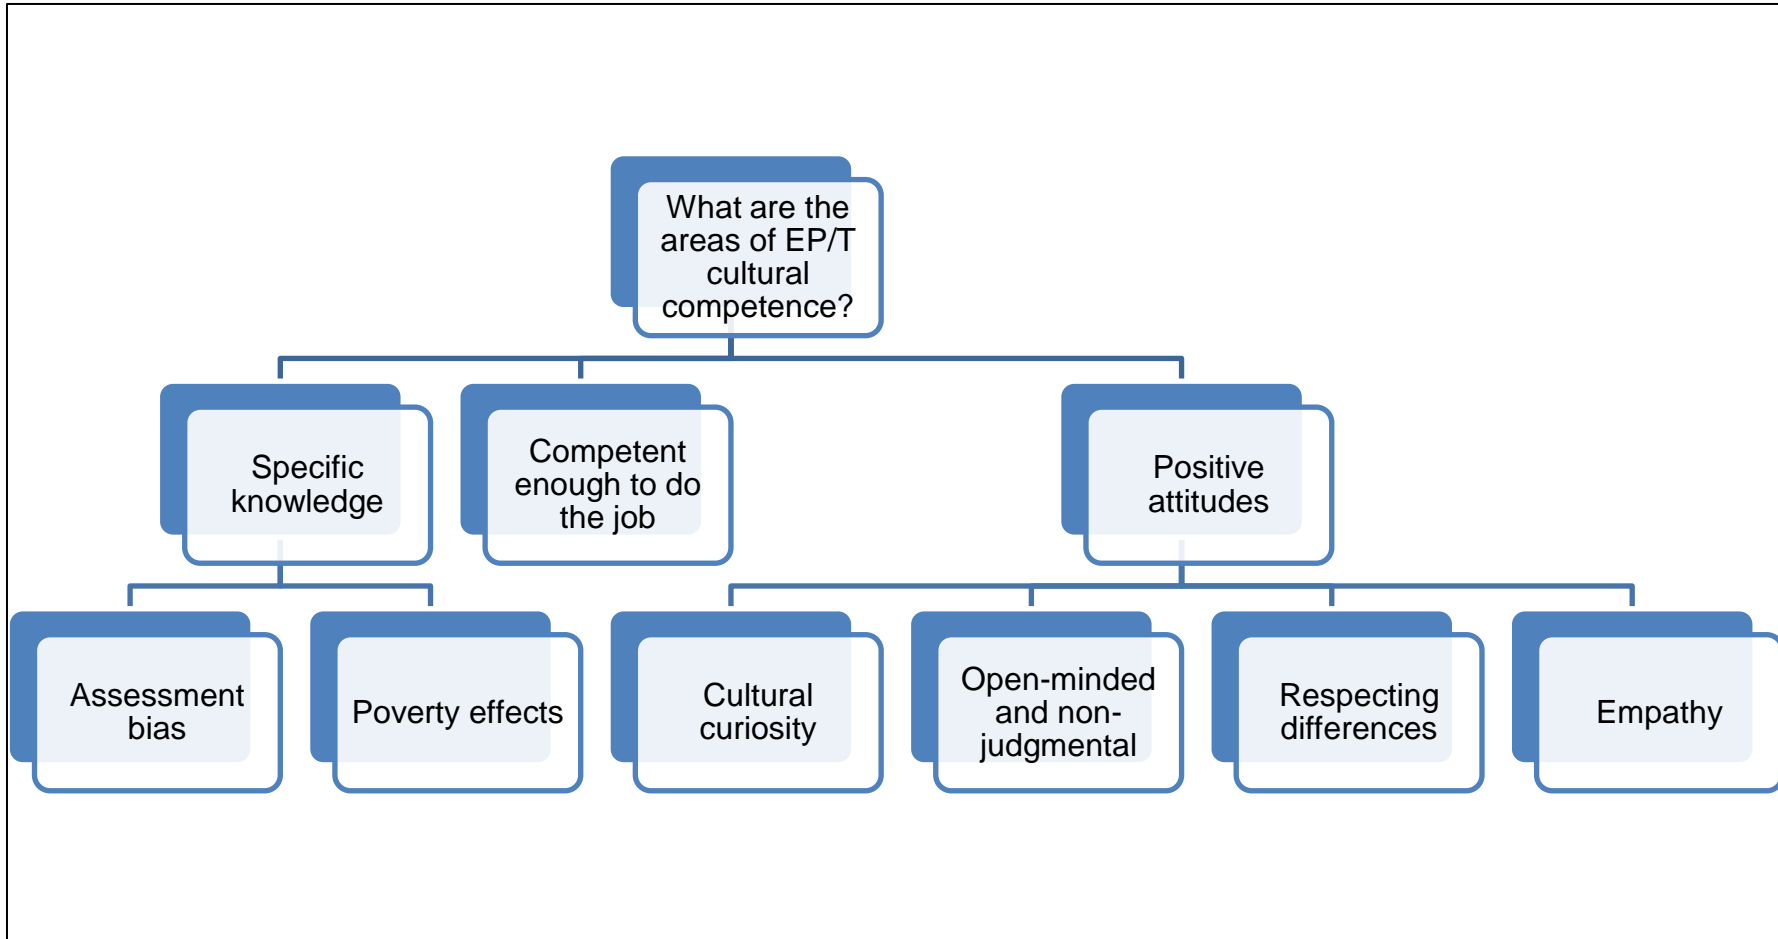 What are the
areas of EP/T
cultural
competence?
Specific
knowledge
Competent
enough to do
the job
Positive
attitudes
Assessment
bias
Poverty effects
Cultural
curiosity
Open-minded
and non-
judgmental
Respecting
differences
Empathy